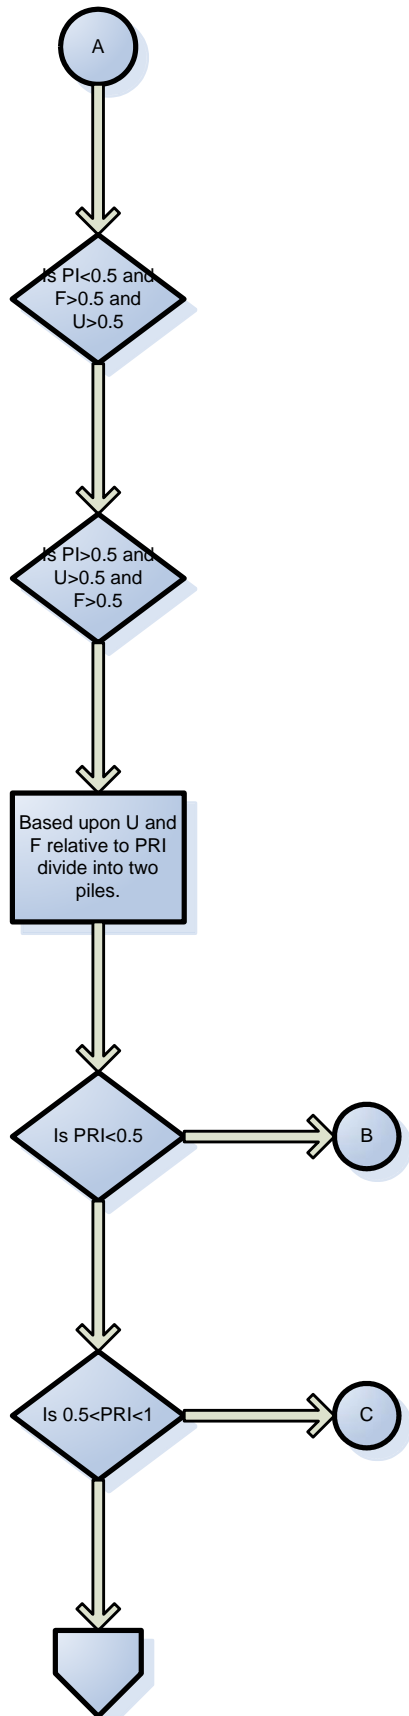 A
Is PI<0.5 and
F>0.5 and
U>0.5
Is PI>0.5 and
U>0.5 and
F>0.5
Based upon U and
F relative to PRI
divide into two
piles.
Is PRI<0.5
B
Is 0.5<PRI<1
C